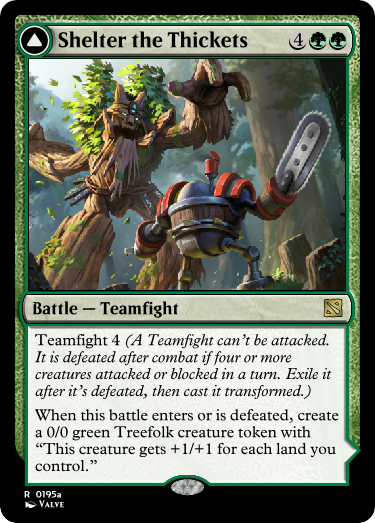 Shelter the Thickets 4
Battle — Teamfight
Teamfight 4 (A Teamfight can't be attacked.
It is defeated after combat if four or more
creatures attacked or blocked in a turn. Exile it
after it's defeated, then cast it transformed.)
When this battle enters or is defeated, create
a 0/0 green Treefolk creature token with
“This creature gets +1/+1 for each land you
control.”
R 0195a
VALVE